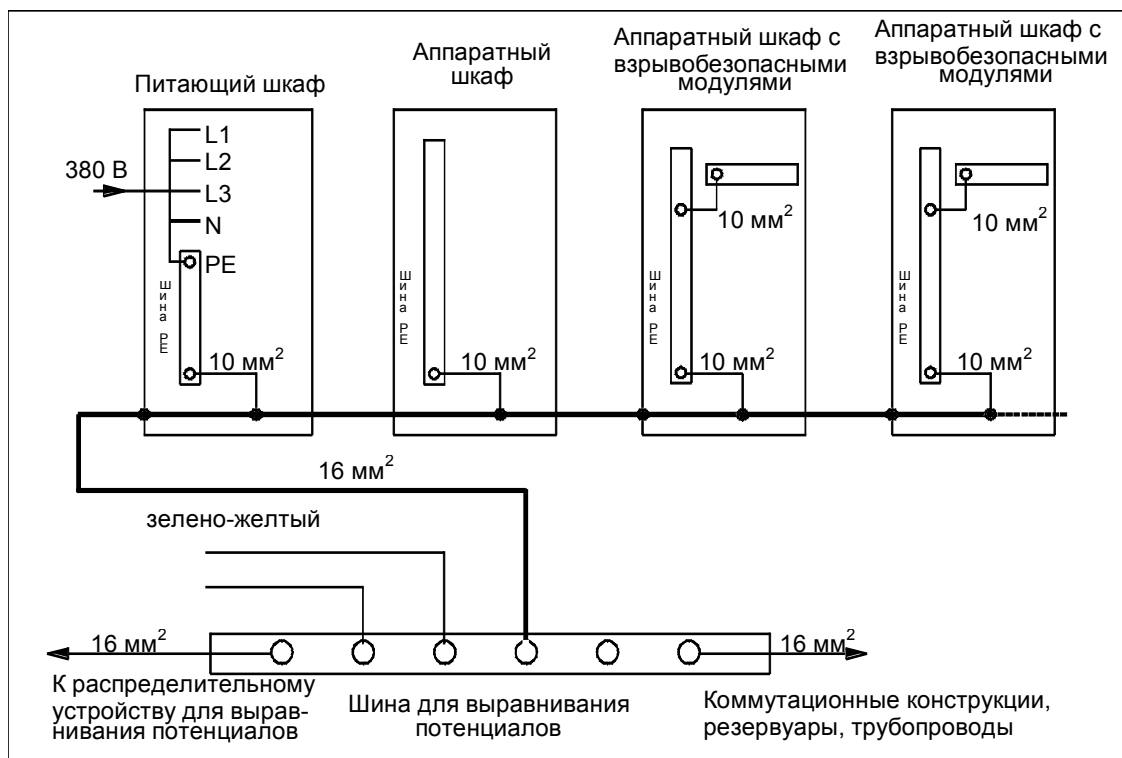 Питающий шкаф
Аппаратный
шкаф
Аппаратный шкаф с
взрывобезопасными
модулями
Аппаратный шкаф с
взрывобезопасными
модулями
380 В
L1
L2
L3
N
PE
Шина PE
10 мм²
Шина PE
10 мм²
10 мм²
Шина PE
10 мм²
10 мм²
Шина PE
10 мм²
16 мм²
зелено-желтый
16 мм²
16 мм²
К распределительному
устройству для вырав-
нивания потенциалов
Шина для выравнивания
потенциалов
Коммутационные конструкции,
резервуары, трубопроводы